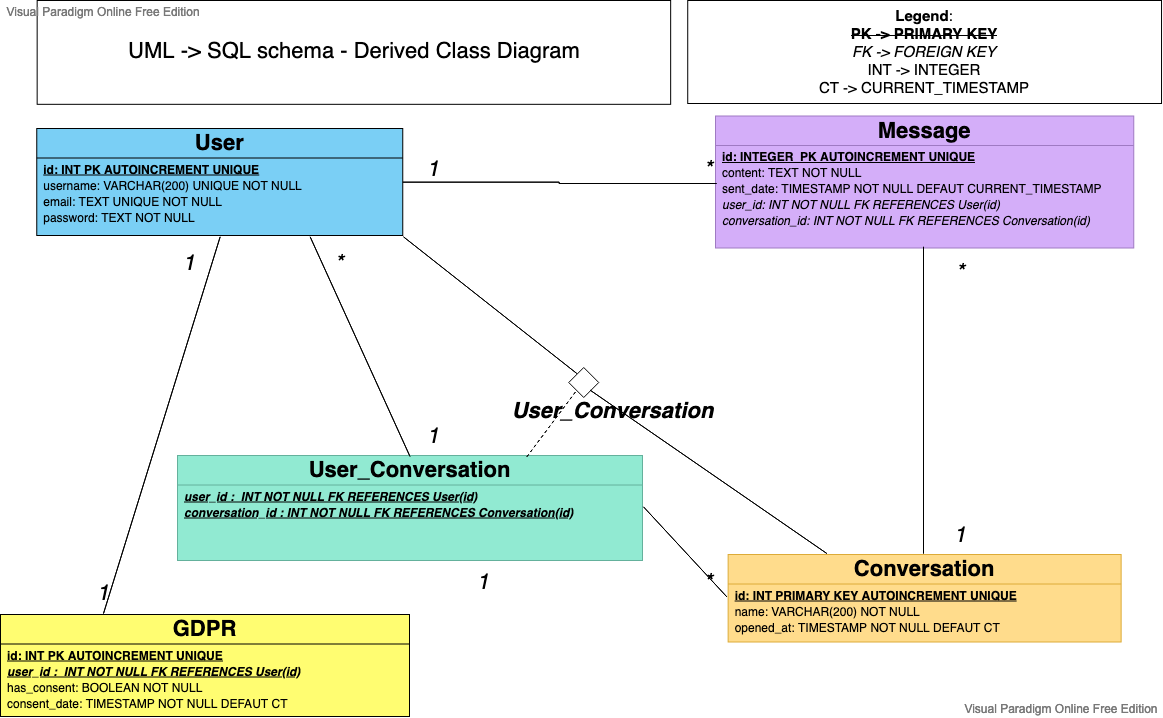 Visual Paradigm Online Free Edition
UML -> SQL schema - Derived Class Diagram
Legend:
PK -> PRIMARY KEY
FK -> FOREIGN KEY
INT -> INTEGER
CT -> CURRENT_TIMESTAMP
User
id: INT PK AUTOINCREMENT UNIQUE
username: VARCHAR(200) UNIQUE NOT NULL
email: TEXT UNIQUE NOT NULL
password: TEXT NOT NULL
1
*
Message
id: INTEGER PK AUTOINCREMENT UNIQUE
content: TEXT NOT NULL
sent_date: TIMESTAMP NOT NULL DEFAUT CURRENT_TIMESTAMP
user_id: INT NOT NULL FK REFERENCES User(id)
conversation_id: INT NOT NULL FK REFERENCES Conversation(id)
1
*
*
User_Conversation
1
User_Conversation
user_id : INT NOT NULL FK REFERENCES User(id)
conversation_id : INT NOT NULL FK REFERENCES Conversation(id)
1
1
*
1
Conversation
id: INT PRIMARY KEY AUTOINCREMENT UNIQUE
name: VARCHAR(200) NOT NULL
opened_at: TIMESTAMP NOT NULL DEFAUT CT
GDPR
id: INT PK AUTOINCREMENT UNIQUE
user_id : INT NOT NULL FK REFERENCES User(id)
has_consent: BOOLEAN NOT NULL
consent_date: TIMESTAMP NOT NULL DEFAUT CT
Visual Paradigm Online Free Edition